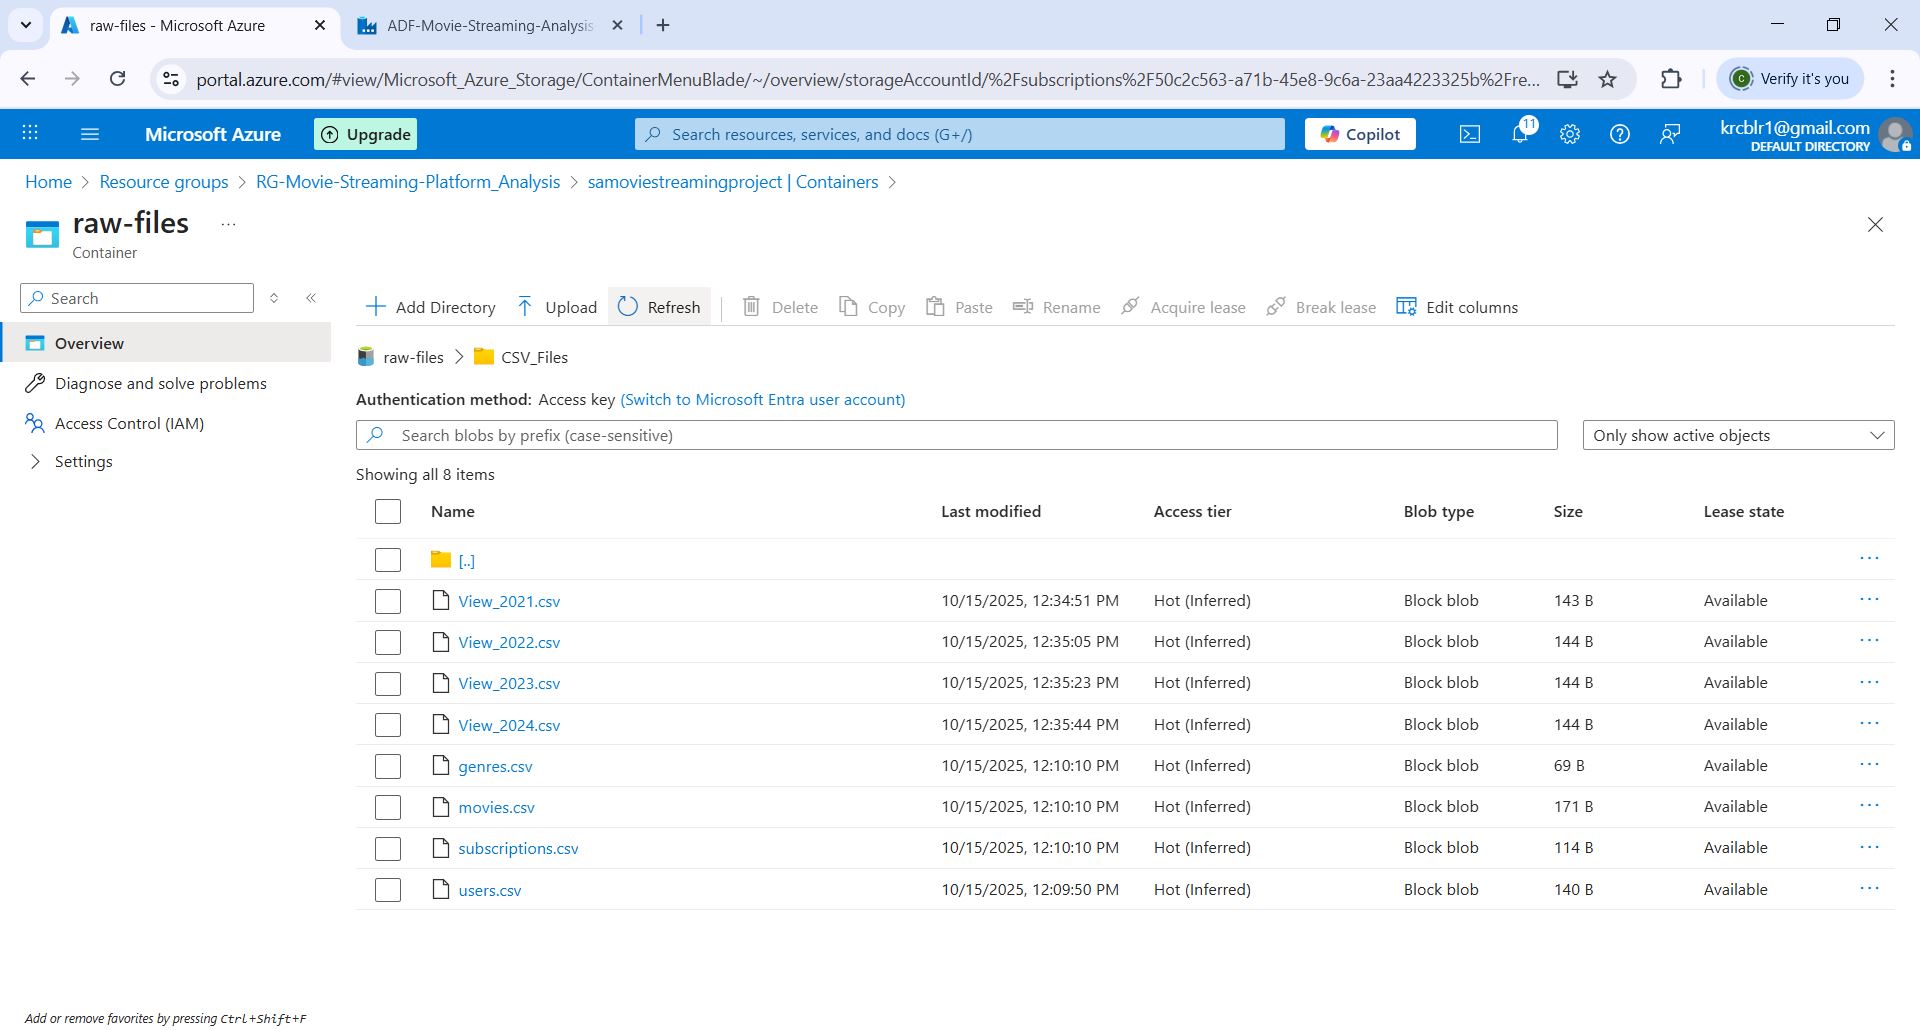 raw-files - Microsoft Azure
ADF-Movie-Streaming-Analysis
portal.azure.com/#view/Microsoft_Azure_Storage/ContainerMenuBlade/~/overview/storageAccountId/%2Fsubscriptions%2F50c2c563-a71b-45e8-9c6a-23aa4223325b%2Fre...
C Verify it's you
Microsoft Azure
Upgrade
Search resources, services, and docs (G+/)
Copilot
11
krcblr1@gmail.com
DEFAULT DIRECTORY
Home > Resource groups > RG-Movie-Streaming-Platform_Analysis > samoviestreamingproject | Containers >
raw-files ...
Container
Search
Overview
Diagnose and solve problems
Access Control (IAM)
Settings
Add Directory Upload Refresh Delete Copy Paste Rename Acquire lease Break lease Edit columns
raw-files > CSV_Files
Authentication method: Access key (Switch to Microsoft Entra user account)
Search blobs by prefix (case-sensitive)
Only show active objects
Showing all 8 items
Name Last modified Access tier Blob type Size Lease state
[..] ...
View_2021.csv 10/15/2025, 12:34:51 PM Hot (Inferred) Block blob 143 B Available ...
View_2022.csv 10/15/2025, 12:35:05 PM Hot (Inferred) Block blob 144 B Available ...
View_2023.csv 10/15/2025, 12:35:23 PM Hot (Inferred) Block blob 144 B Available ...
View_2024.csv 10/15/2025, 12:35:44 PM Hot (Inferred) Block blob 144 B Available ...
genres.csv 10/15/2025, 12:10:10 PM Hot (Inferred) Block blob 69 B Available ...
movies.csv 10/15/2025, 12:10:10 PM Hot (Inferred) Block blob 171 B Available ...
subscriptions.csv 10/15/2025, 12:10:10 PM Hot (Inferred) Block blob 114 B Available ...
users.csv 10/15/2025, 12:09:50 PM Hot (Inferred) Block blob 140 B Available ...
Add or remove favorites by pressing Ctrl+Shift+F